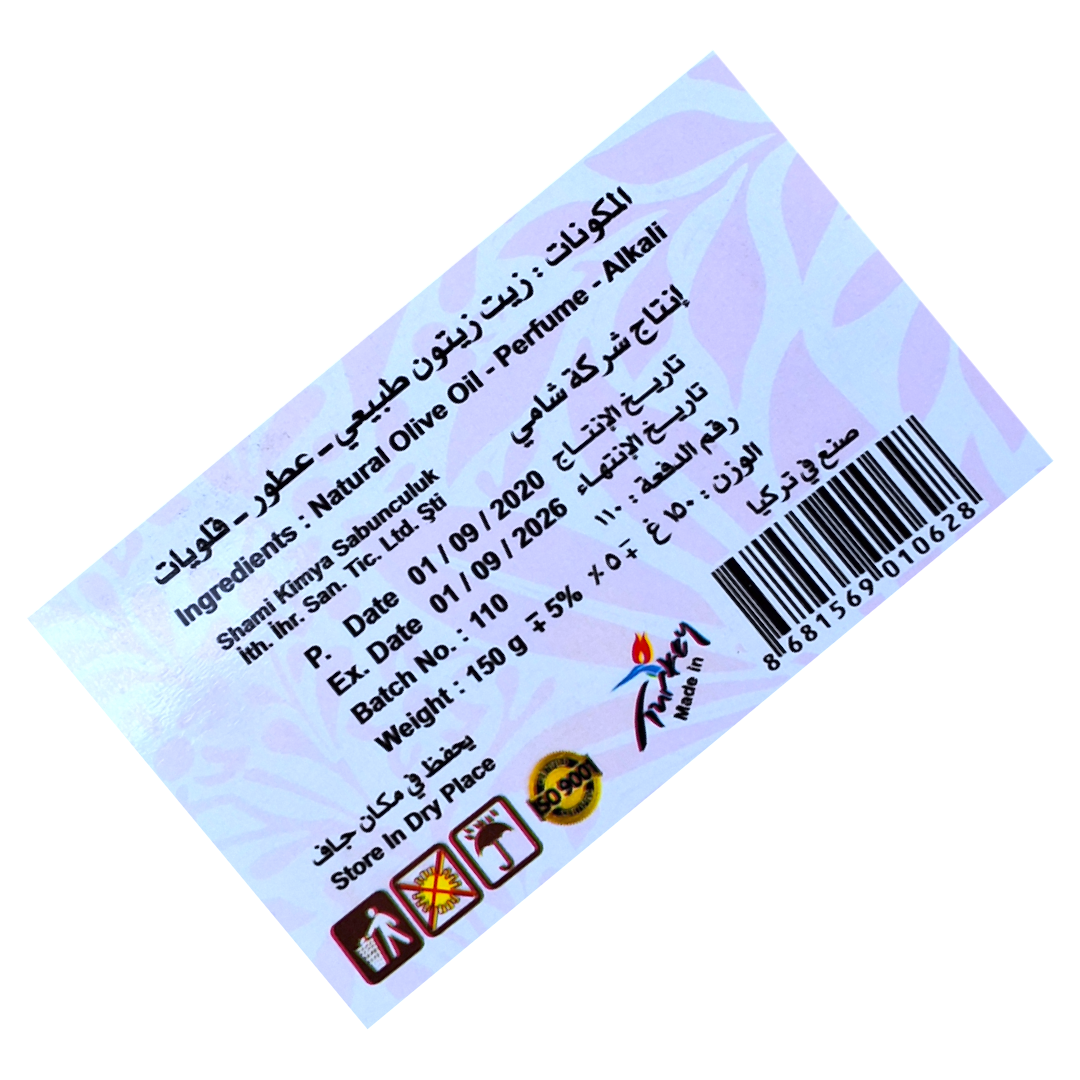 المكونات : زيت زيتون طبيعي - عطور - قلويات
Ingredients : Natural Olive Oil - Perfume - Alkali
إنتاج شركة شامي
Shami Kimya Sabunculuk
İth. İhr. San. Tic. Ltd. Şti
تاريخ الإنتاج
P. Date 01 / 09 / 2020
تاريخ الإنتهاء
Ex. Date 01 / 09 / 2026
رقم الدفعة : ١١٠
Batch No. : 110
الوزن : ١٥٠ غ ∓ ٥ ٪
Weight : 150 g ∓ 5%
صنع في تركيا
8 681569 010628
يحفظ في مكان جاف
Store In Dry Place
ISO 9001
Turkey
Made in